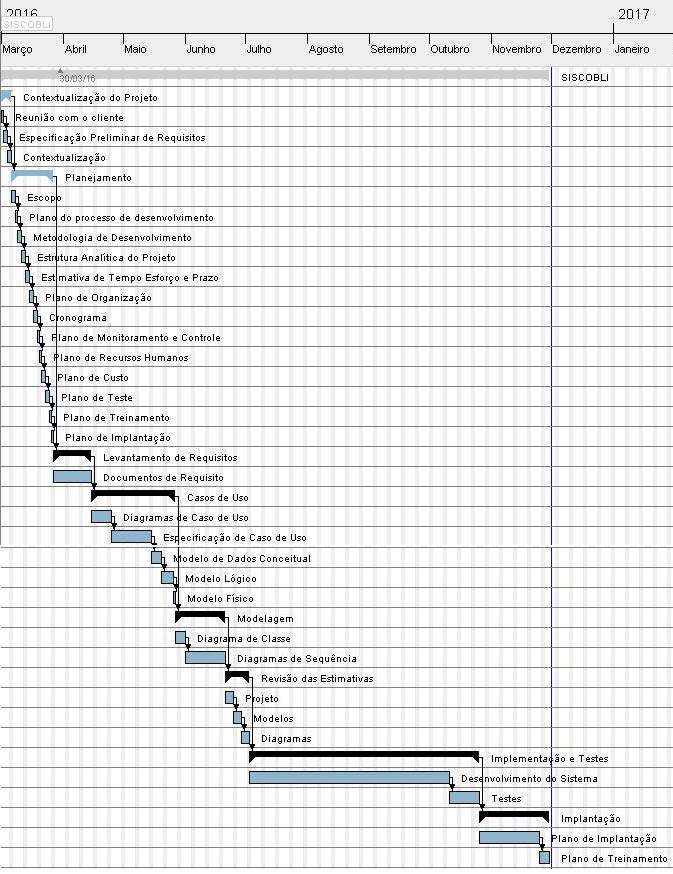 2016
2017
SISCOBLI
Março Abril Maio Junho Julho Agosto Setembro Outubro Novembro Dezembro Janeiro
30/03/16
SISCOBLI
Contextualização do Projeto
Reunião com o cliente
Especificação Preliminar de Requisitos
Contextualização
Planejamento
Escopo
Plano do processo de desenvolvimento
Metodologia de Desenvolvimento
Estrutura Analítica do Projeto
Estimativa de Tempo Esforço e Prazo
Plano de Organização
Cronograma
Plano de Monitoramento e Controle
Plano de Recursos Humanos
Plano de Custo
Plano de Teste
Plano de Treinamento
Plano de Implantação
Levantamento de Requisitos
Documentos de Requisito
Casos de Uso
Diagramas de Caso de Uso
Especificação de Caso de Uso
Modelo de Dados Conceitual
Modelo Lógico
Modelo Físico
Modelagem
Diagrama de Classe
Diagramas de Sequência
Revisão das Estimativas
Projeto
Modelos
Diagramas
Implementação e Testes
Desenvolvimento do Sistema
Testes
Implantação
Plano de Implantação
Plano de Treinamento